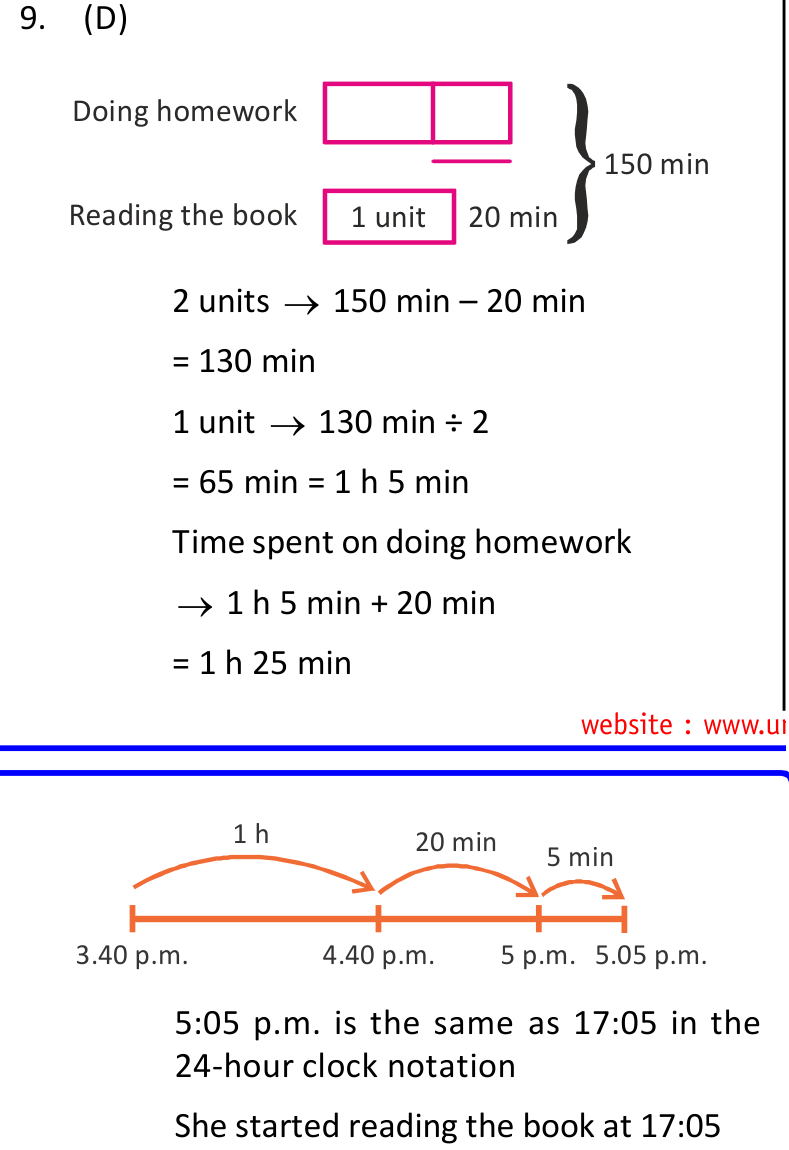 9. (D)
Doing homework
150 min
Reading the book 1 unit 20 min
2 units → 150 min – 20 min
= 130 min
1 unit → 130 min ÷ 2
= 65 min = 1 h 5 min
Time spent on doing homework
→ 1 h 5 min + 20 min
= 1 h 25 min
website : www.u
1 h 20 min 5 min
3.40 p.m. 4.40 p.m. 5 p.m. 5.05 p.m.
5:05 p.m. is the same as 17:05 in the
24-hour clock notation
She started reading the book at 17:05